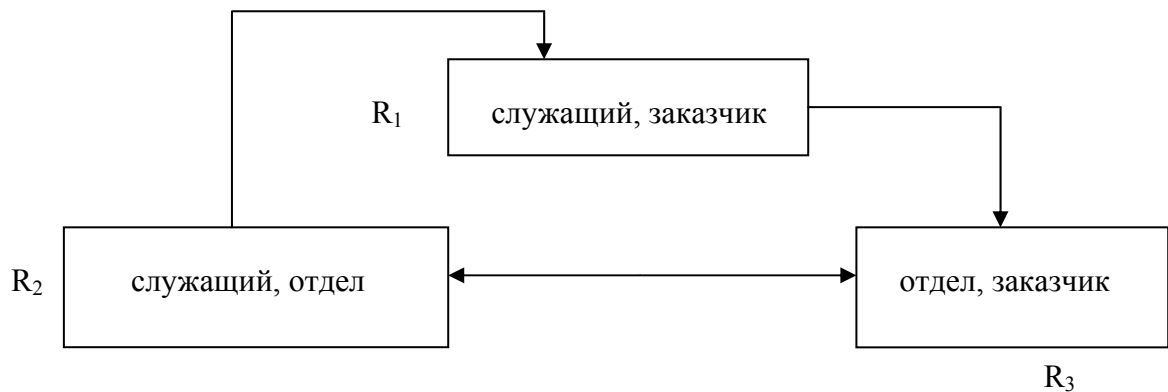 R₁
служащий, заказчик
R₂
служащий, отдел
отдел, заказчик
R₃